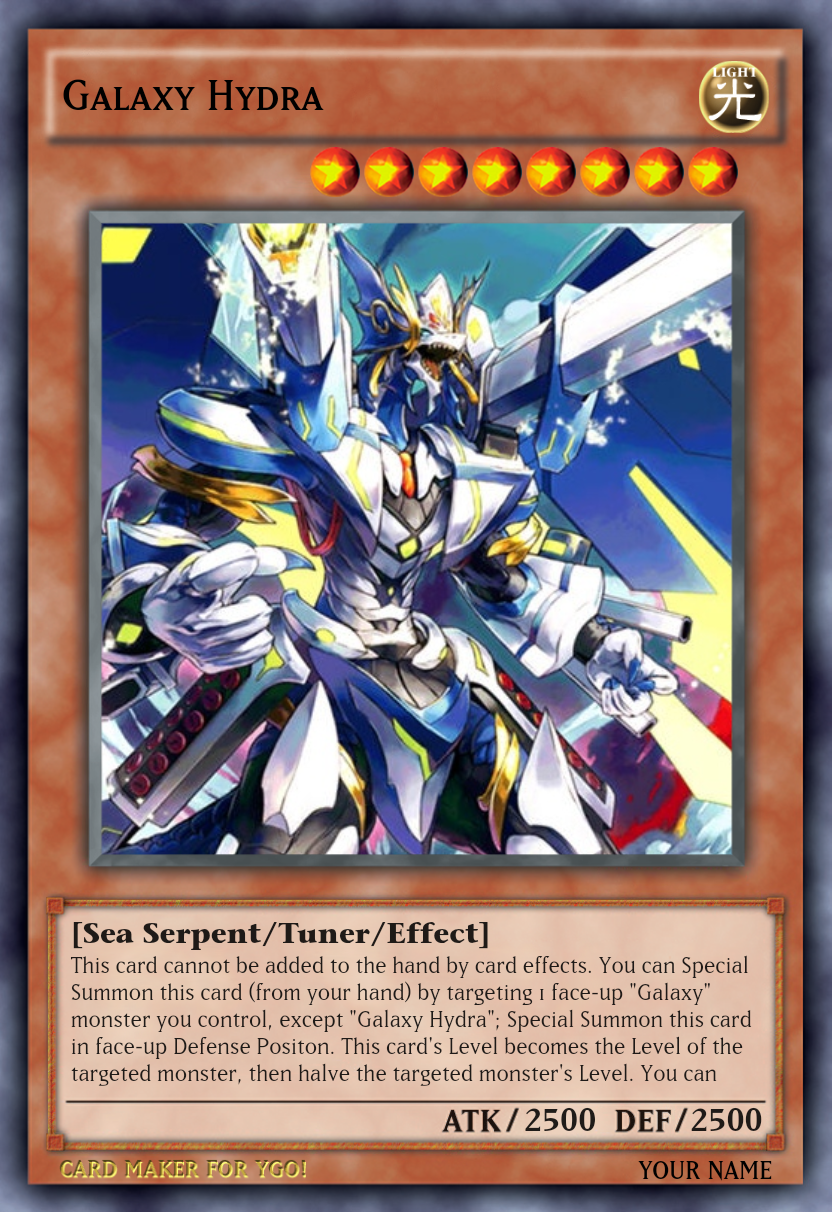 Galaxy Hydra
LIGHT
光
[Sea Serpent/Tuner/Effect]
This card cannot be added to the hand by card effects. You can Special
Summon this card (from your hand) by targeting 1 face-up "Galaxy"
monster you control, except "Galaxy Hydra"; Special Summon this card
in face-up Defense Positon. This card's Level becomes the Level of the
targeted monster, then halve the targeted monster's Level. You can
ATK/2500 DEF/2500
CARD MAKER FOR YGO! YOUR NAME